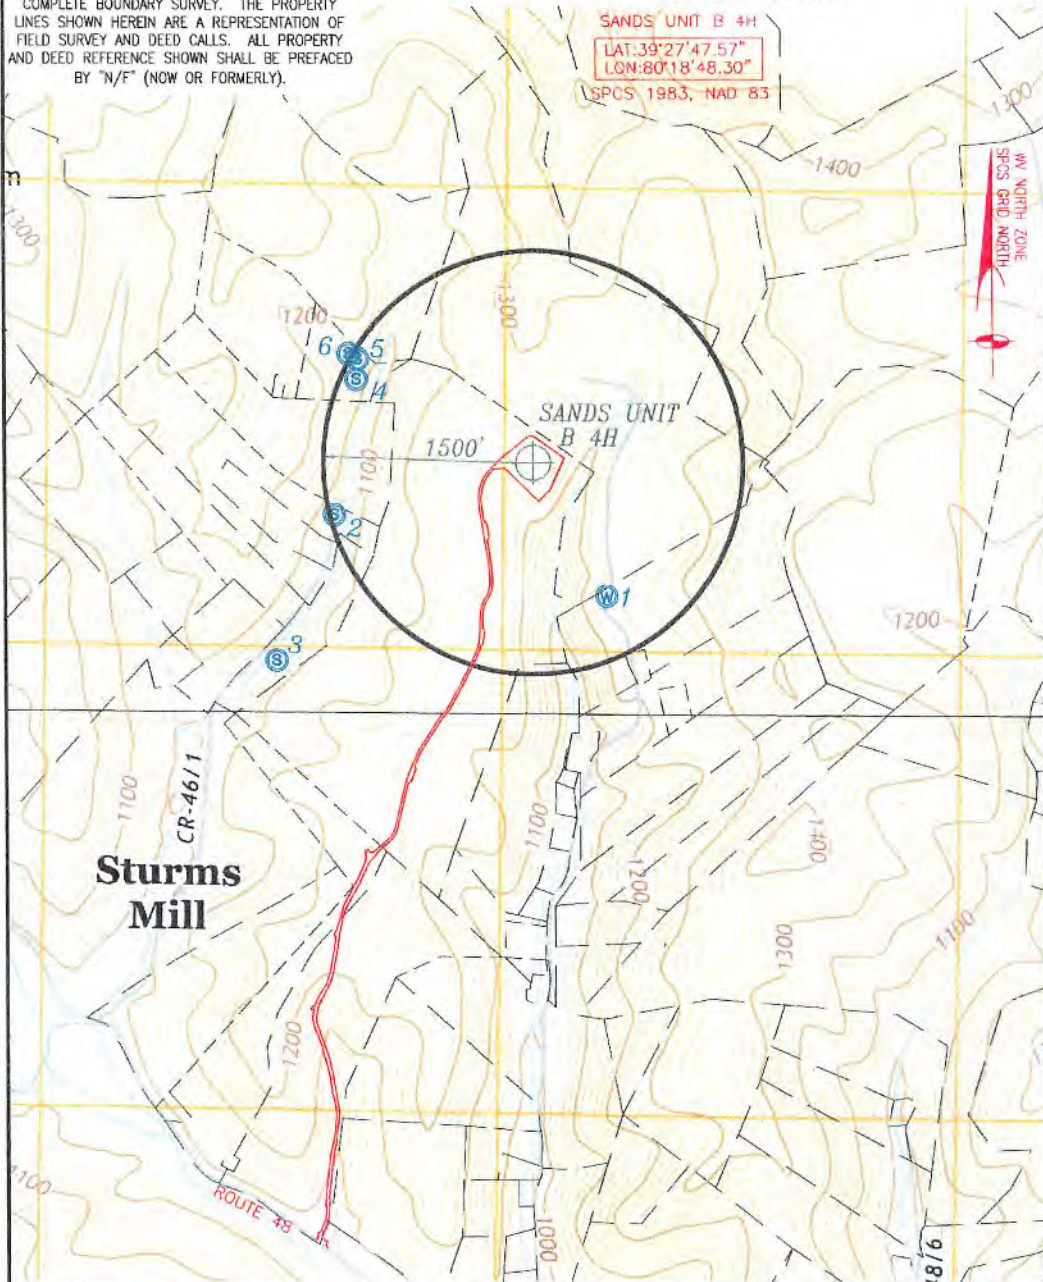 COMPLETE BOUNDARY SURVEY. THE PROPERTY
LINES SHOWN HEREIN ARE A REPRESENTATION OF
FIELD SURVEY AND DEED CALLS. ALL PROPERTY
AND DEED REFERENCE SHOWN SHALL BE PREFACED
BY "N/F" (NOW OR FORMERLY).
SANDS UNIT B 4H
LAT:39°27'47.57"
LON:80°18'48.30"
SPCS 1983, NAD 83
1300
1400
WV NORTH ZONE
SPCS GRID NORTH
m
1300
1300
1200
6 S S 5
S 4
SANDS UNIT
B 4H
1500'
1100
S 2
W 1
1200
S 3
CR-46/1
1100
1100
1400
1200
Sturms
Mill
1300
1100
1200
1100
ROUTE 48
1000
8/6